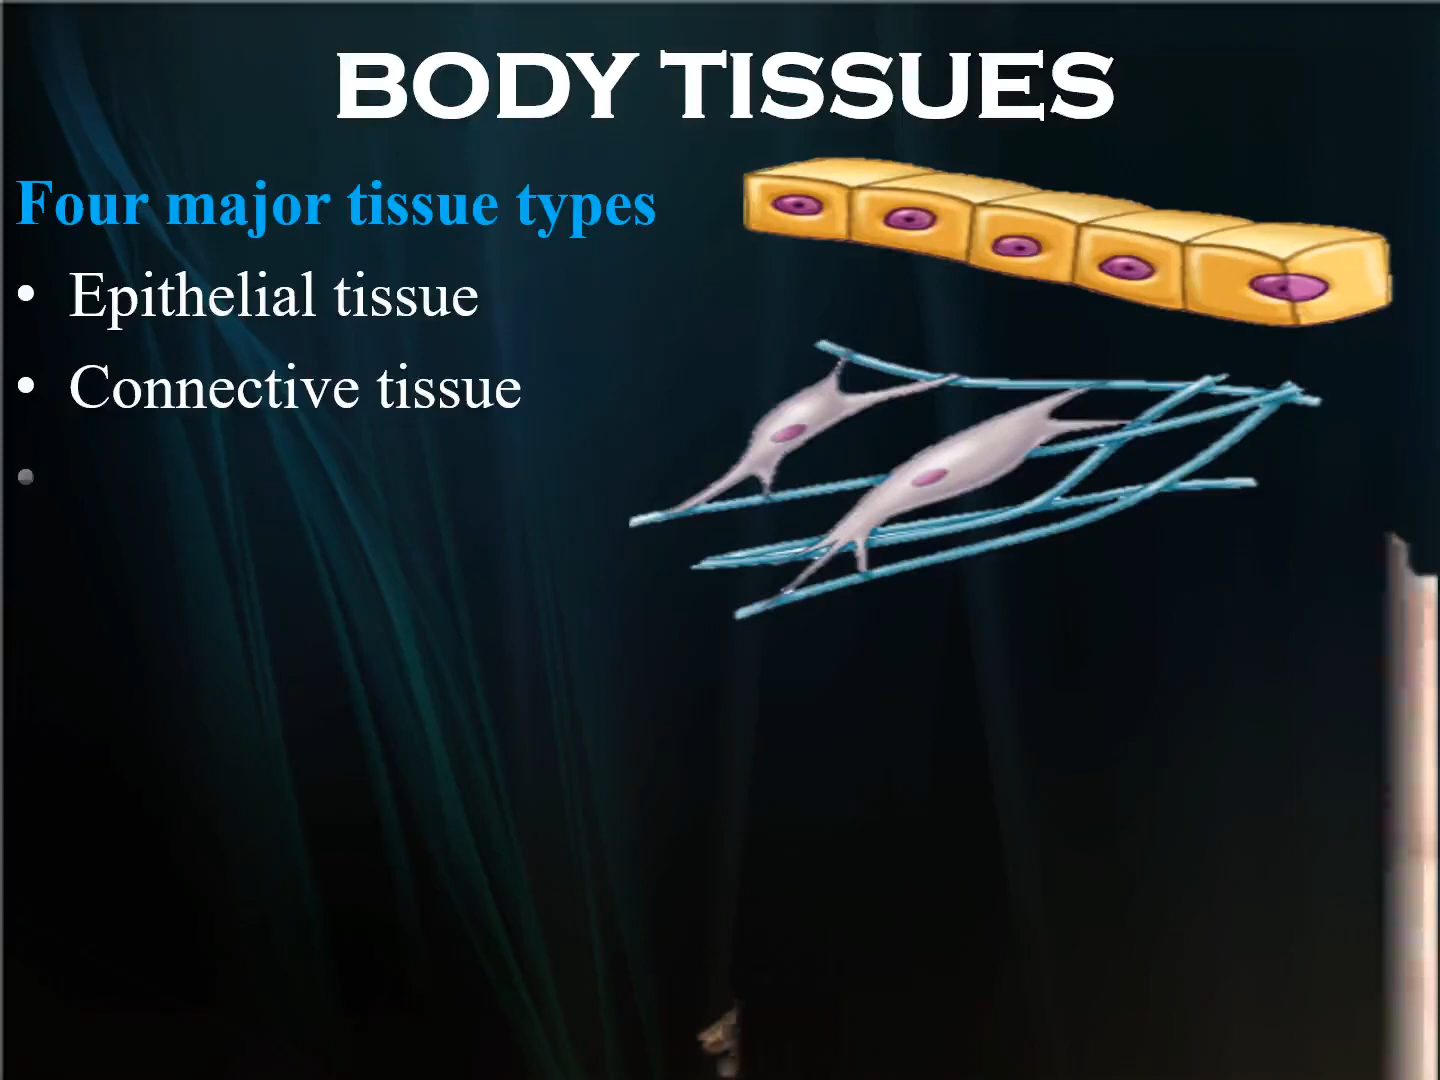 BODY TISSUES
Four major tissue types
• Epithelial tissue
• Connective tissue
•